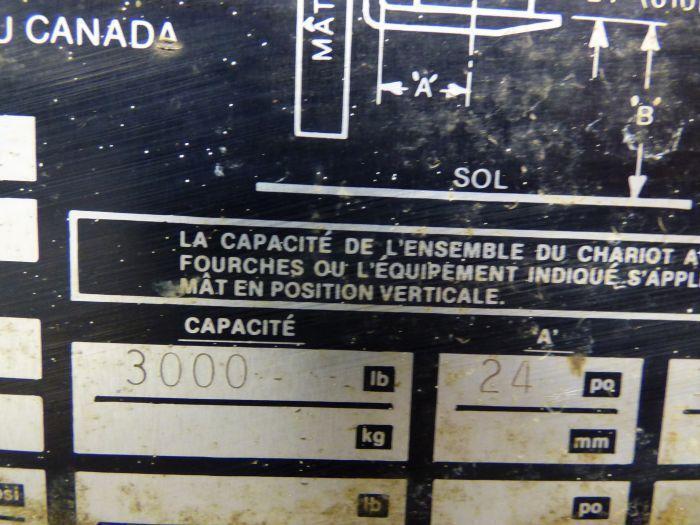 U CANADA
MÂT
'A'
'B'
SOL
LA CAPACITÉ DE L'ENSEMBLE DU CHARIOT A
FOURCHES OU L'ÉQUIPEMENT INDIQUÉ S'APPL
MÂT EN POSITION VERTICALE.
CAPACITÉ 'A'
3000 lb 24 po
kg mm
psi lb po